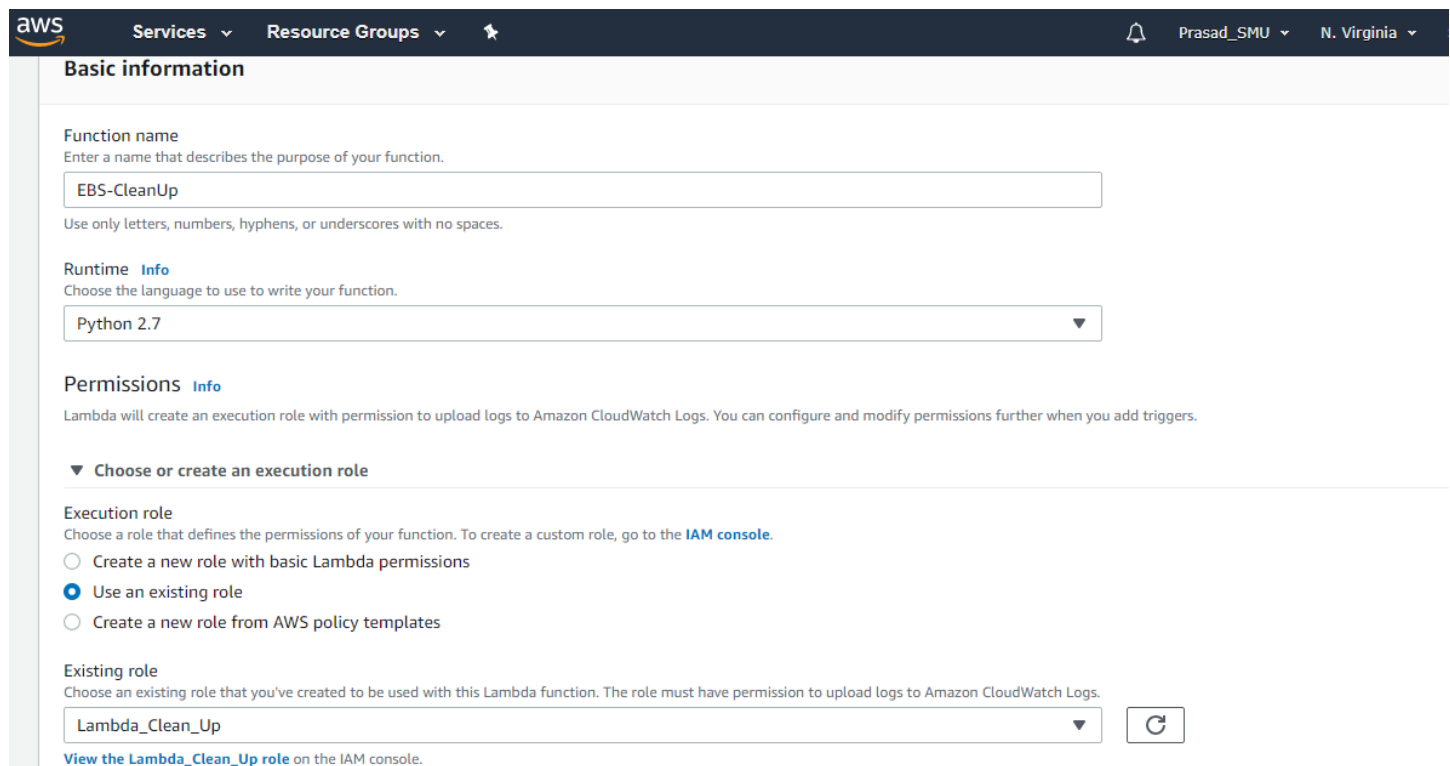 aws Services Resource Groups Prasad_SMU N. Virginia
Basic information
Function name
Enter a name that describes the purpose of your function.
EBS-CleanUp
Use only letters, numbers, hyphens, or underscores with no spaces.
Runtime Info
Choose the language to use to write your function.
Python 2.7
Permissions Info
Lambda will create an execution role with permission to upload logs to Amazon CloudWatch Logs. You can configure and modify permissions further when you add triggers.
Choose or create an execution role
Execution role
Choose a role that defines the permissions of your function. To create a custom role, go to the IAM console.
Create a new role with basic Lambda permissions
Use an existing role
Create a new role from AWS policy templates
Existing role
Choose an existing role that you've created to be used with this Lambda function. The role must have permission to upload logs to Amazon CloudWatch Logs.
Lambda_Clean_Up
View the Lambda_Clean_Up role on the IAM console.